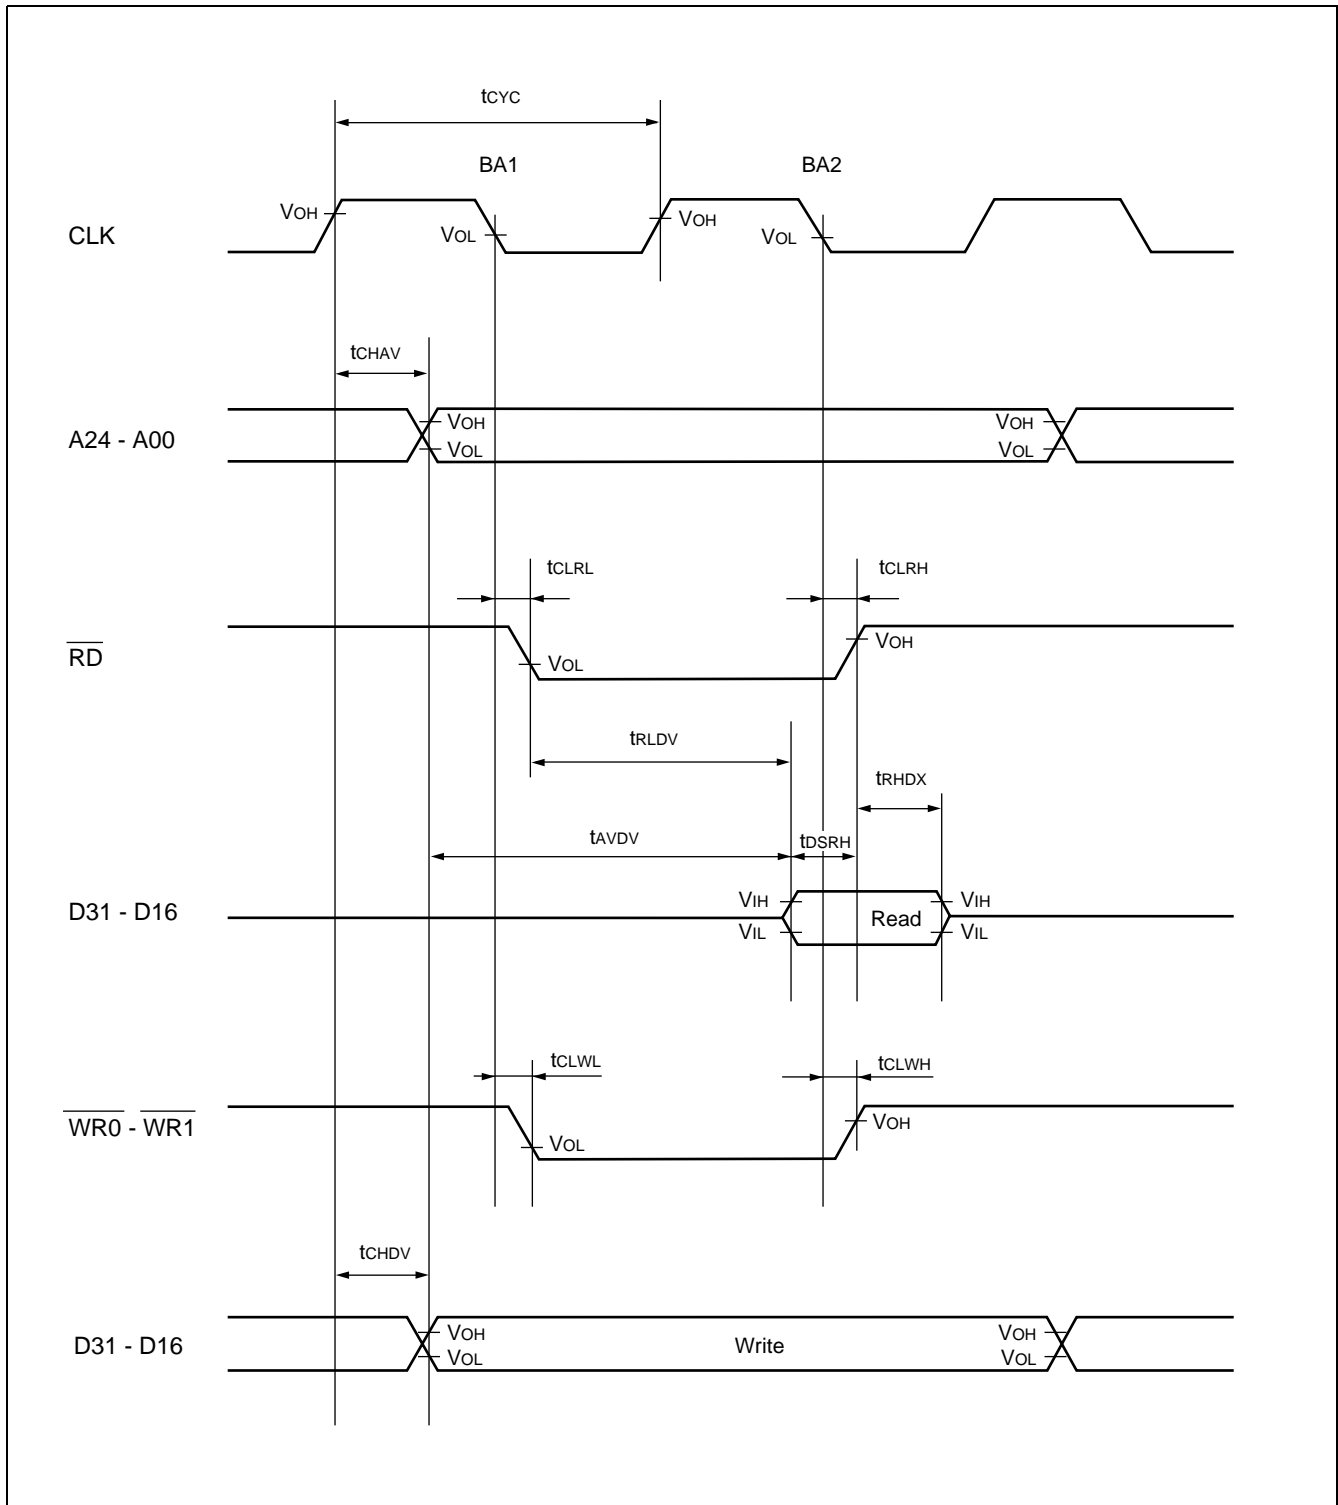 tCYC
BA1 BA2
VOH VOL VOH VOL
CLK
tCHAV
VOH VOH
A24 - A00
VOL VOL
tCLRL tCLRH
VOH
RD
VOL
tRLDV
tRHDX
tAVDV tDSRH
VIH VIH
D31 - D16 Read
VIL VIL
tCLWL tCLWH
VOH
WR0 - WR1
VOL
tCHDV
VOH VOH
D31 - D16 Write
VOL VOL